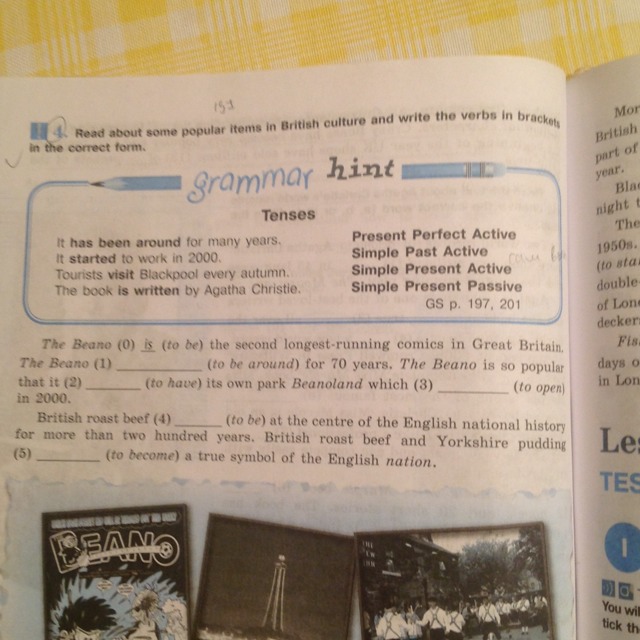 4. Read about some popular items in British culture and write the verbs in brackets
in the correct form.
grammar hint
Tenses
It has been around for many years. Present Perfect Active
It started to work in 2000. Simple Past Active
Tourists visit Blackpool every autumn. Simple Present Active
The book is written by Agatha Christie. Simple Present Passive
GS p. 197, 201
The Beano (0) is (to be) the second longest-running comics in Great Britain.
The Beano (1) __________ (to be around) for 70 years. The Beano is so popular
that it (2) _______ (to have) its own park Beanoland which (3) _________ (to open)
in 2000.
British roast beef (4) ______ (to be) at the centre of the English national history
for more than two hundred years. British roast beef and Yorkshire pudding
(5) ________ (to become) a true symbol of the English nation.
BEANO
British
part of
year.
night t
The
1950s.
(to sta
double-
of Lon
decker
Fis
days o
in Lon
Les
TES
1
You wil
tick th